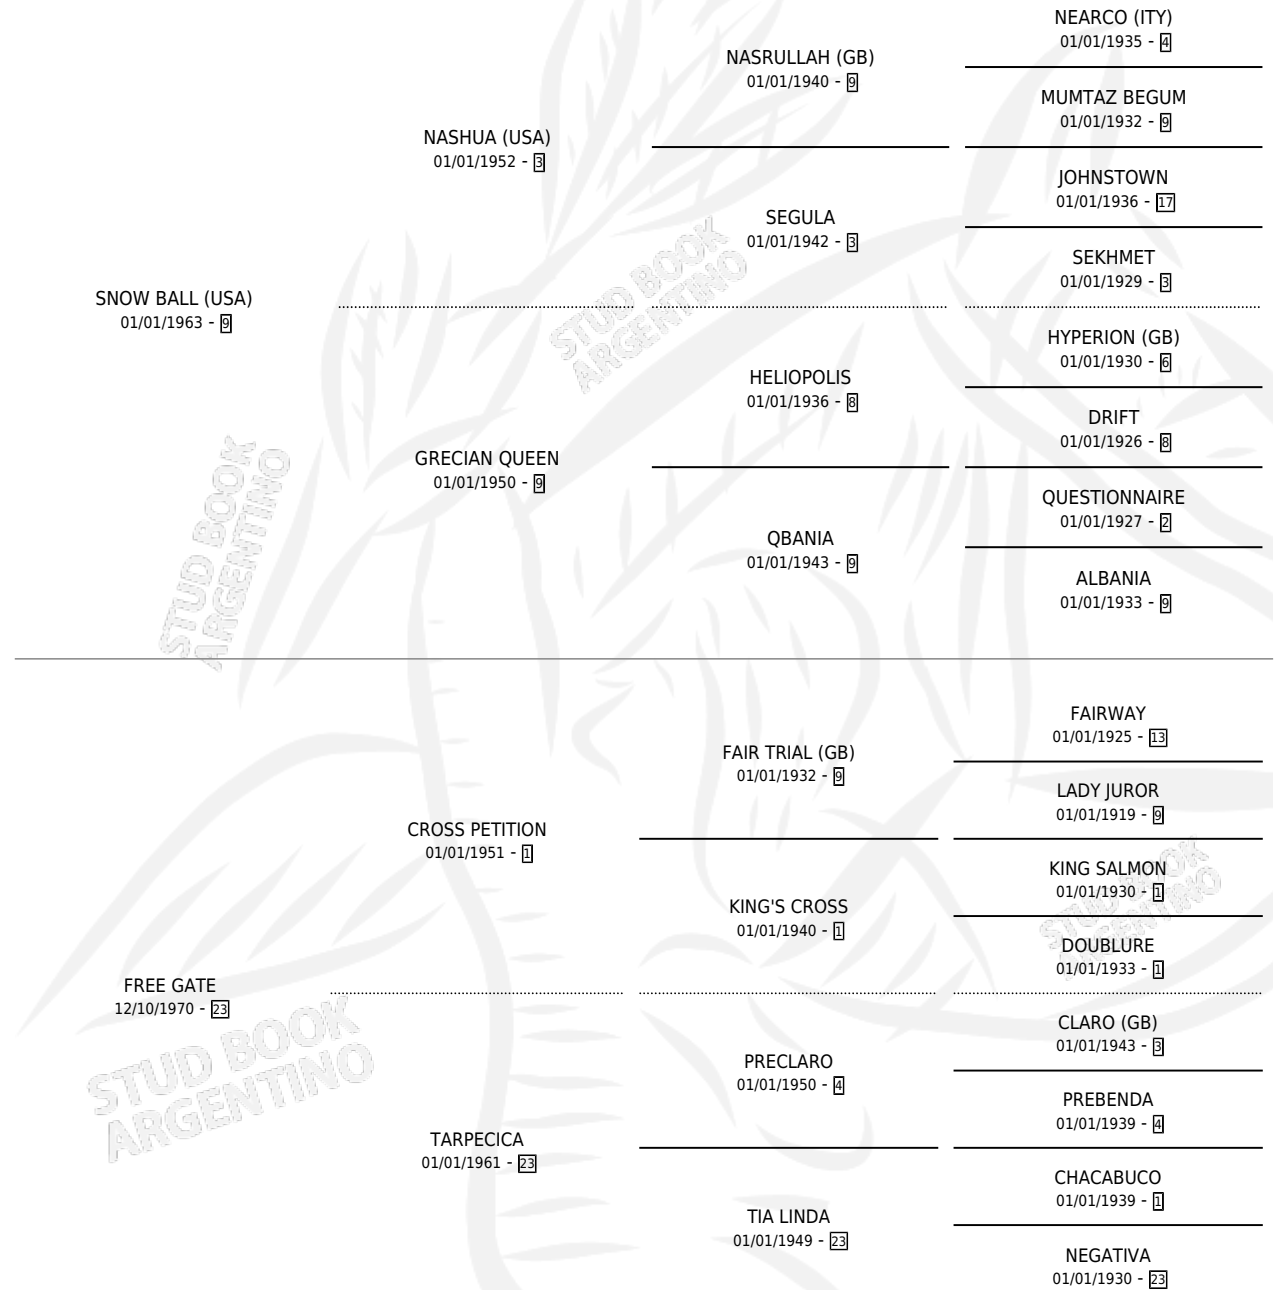 NEARCO (ITY)
01/01/1935 - 4
NASRULLAH (GB)
01/01/1940 - 9
MUMTAZ BEGUM
01/01/1932 - 9
NASHUA (USA)
01/01/1952 - 3
JOHNSTOWN
01/01/1936 - 17
SEGULA
01/01/1942 - 3
SEKHMET
01/01/1929 - 3
SNOW BALL (USA)
01/01/1963 - 9
HYPERION (GB)
01/01/1930 - 6
HELIOPOLIS
01/01/1936 - 8
DRIFT
01/01/1926 - 8
GRECIAN QUEEN
01/01/1950 - 9
QUESTIONNAIRE
01/01/1927 - 2
QBANIA
01/01/1943 - 9
ALBANIA
01/01/1933 - 9
FAIRWAY
01/01/1925 - 13
FAIR TRIAL (GB)
01/01/1932 - 9
LADY JUROR
01/01/1919 - 9
CROSS PETITION
01/01/1951 - 1
KING SALMON
01/01/1930 - 1
KING'S CROSS
01/01/1940 - 1
DOUBLURE
01/01/1933 - 1
FREE GATE
12/10/1970 - 23
CLARO (GB)
01/01/1943 - 3
PRECLARO
01/01/1950 - 4
PREBENDA
01/01/1939 - 4
TARPECICA
01/01/1961 - 23
CHACABUCO
01/01/1939 - 1
TIA LINDA
01/01/1949 - 23
NEGATIVA
01/01/1930 - 23
STUD BOOK
ARGENTINO
STUD BOOK
ARGENTINO
STUD BOOK
ARGENTINO
STUD BOOK
ARGENTINO